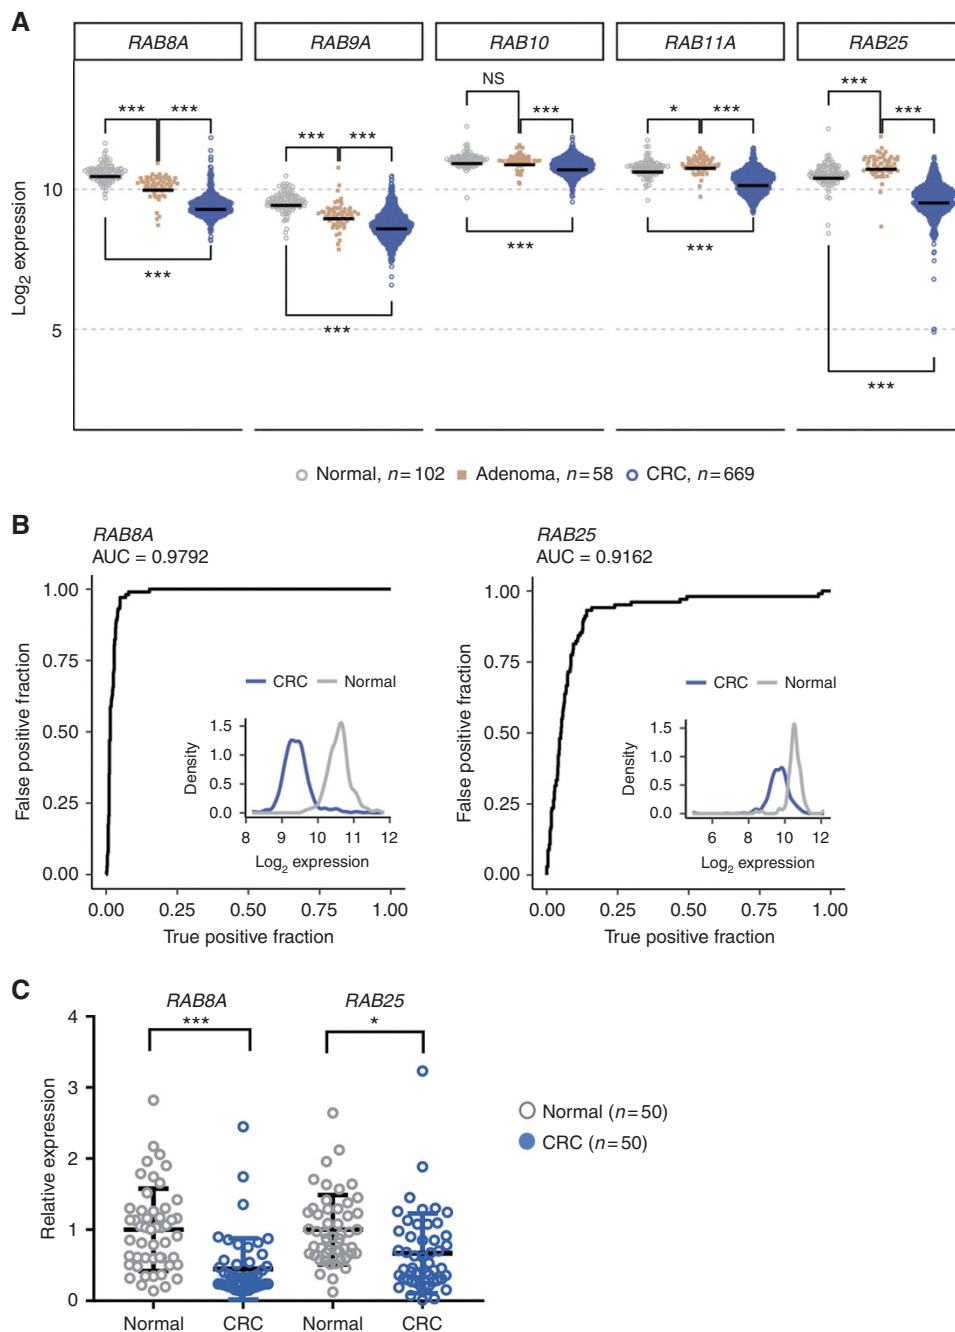 A
RAB8A RAB9A RAB10 RAB11A RAB25
NS
*** *** *** *** *** * *** *** ***
*** *** *** *** ***
Log2 expression
10
5
Normal, n=102 Adenoma, n=58 CRC, n=669
B
RAB8A
AUC = 0.9792
False positive fraction
1.00
0.75
0.50
0.25
0.00
CRC Normal
Density
1.5
1.0
0.5
0.0
8 9 10 11 12
Log2 expression
0.00 0.25 0.50 0.75 1.00
True positive fraction
RAB25
AUC = 0.9162
False positive fraction
1.00
0.75
0.50
0.25
0.00
CRC Normal
Density
1.5
1.0
0.5
0.0
6 8 10 12
Log2 expression
0.00 0.25 0.50 0.75 1.00
True positive fraction
C
RAB8A RAB25
*** *
Relative expression
4
3
2
1
0
Normal CRC Normal CRC
Normal (n=50)
CRC (n=50)